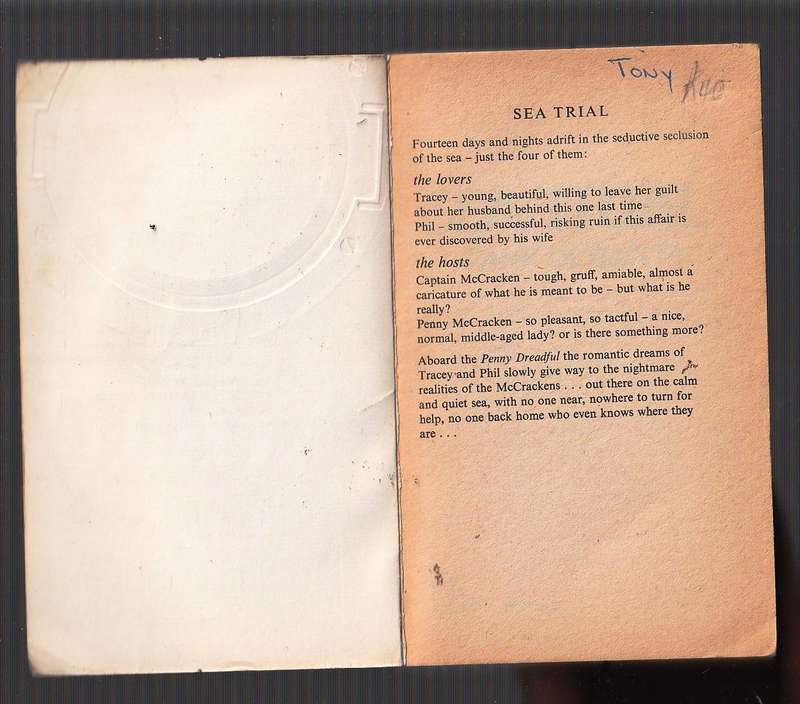 TONY
SEA TRIAL
Fourteen days and nights adrift in the seductive seclusion
of the sea – just the four of them:
the lovers
Tracey – young, beautiful, willing to leave her guilt
about her husband behind this one last time
Phil – smooth, successful, risking ruin if this affair is
ever discovered by his wife
the hosts
Captain McCracken – tough, gruff, amiable, almost a
caricature of what he is meant to be – but what is he
really?
Penny McCracken – so pleasant, so tactful – a nice,
normal, middle-aged lady? or is there something more?
Aboard the Penny Dreadful the romantic dreams of
Tracey and Phil slowly give way to the nightmare
realities of the McCrackens . . . out there on the calm
and quiet sea, with no one near, nowhere to turn for
help, no one back home who even knows where they
are . . .